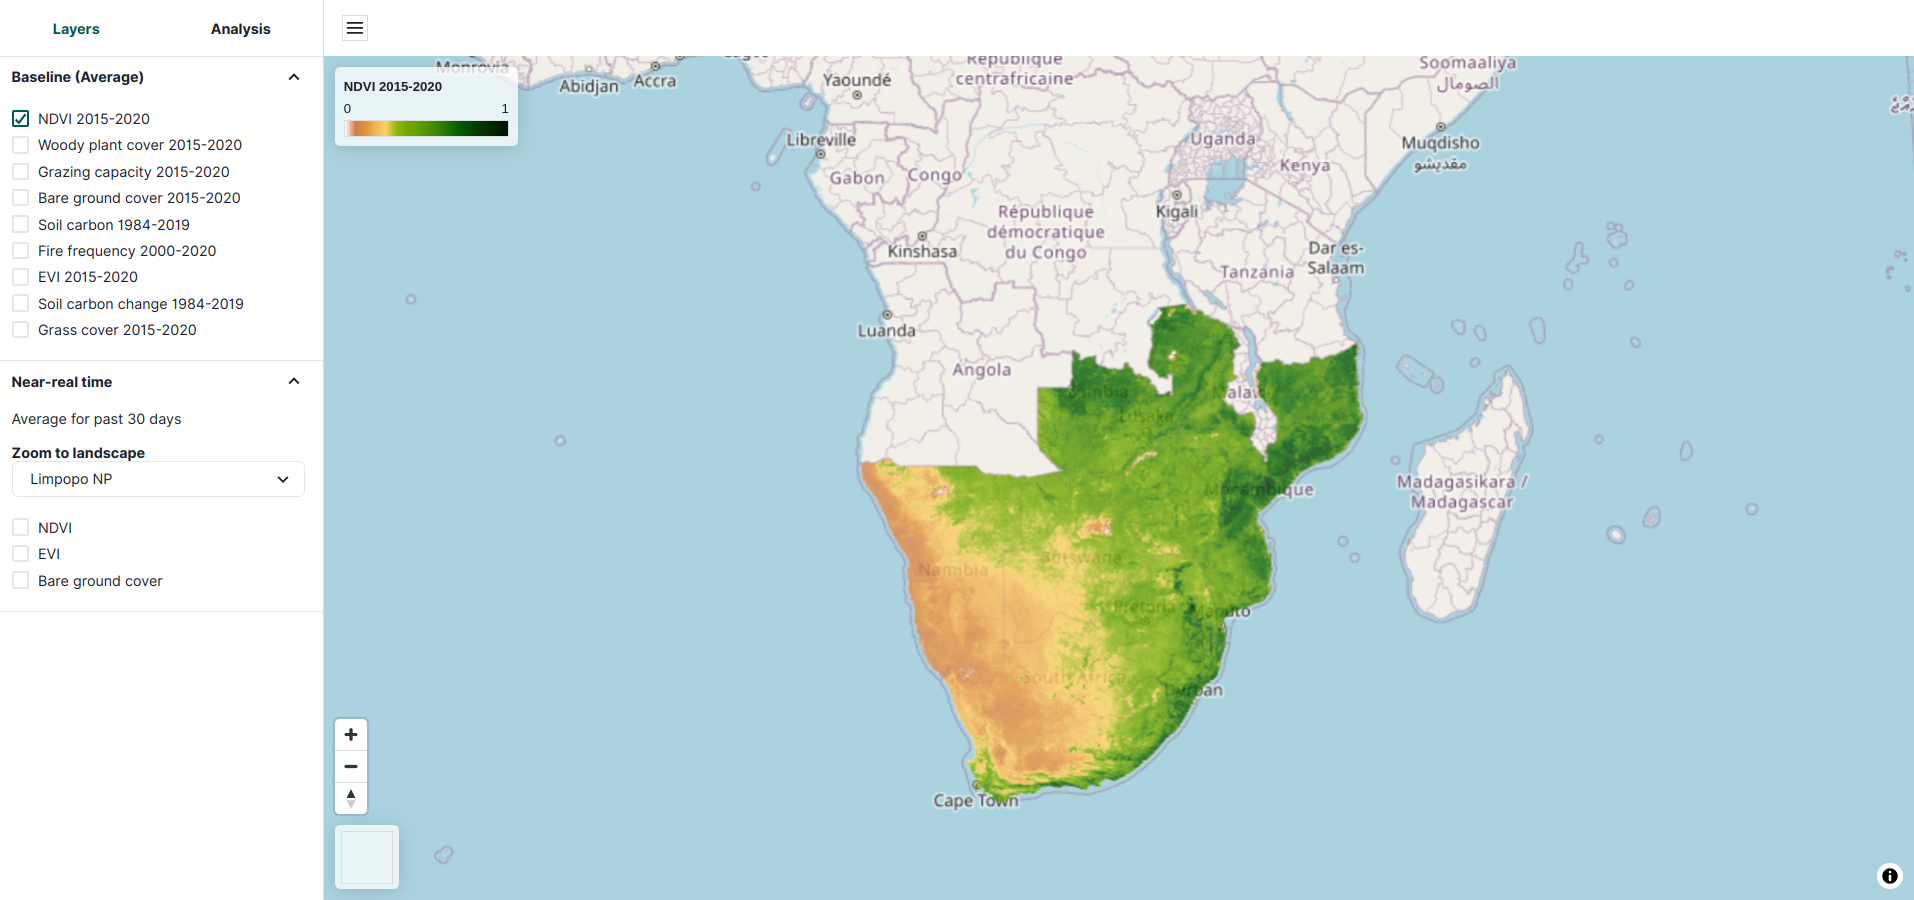 Layers
Analysis
Baseline (Average)
NDVI 2015-2020
Woody plant cover 2015-2020
Grazing capacity 2015-2020
Bare ground cover 2015-2020
Soil carbon 1984-2019
Fire frequency 2000-2020
EVI 2015-2020
Soil carbon change 1984-2019
Grass cover 2015-2020
Near-real time
Average for past 30 days
Zoom to landscape
Limpopo NP
NDVI
EVI
Bare ground cover
NDVI 2015-2020
0 1
Monrovia
Abidjan
Accra
Yaoundé
République
centrafricaine
Soomaaliya
الصومال
Libreville
Uganda
Muqdisho
مقديشو
Gabon
Congo
Kenya
Kigali
République
démocratique
du Congo
Kinshasa
Dar es-
Salaam
Tanzania
Luanda
Angola
Zambia
Malawi
Lusaka
Madagasikara /
Madagascar
Mocambique
Botswana
Namibia
Pretoria
Maputo
South Africa
Durban
Cape Town